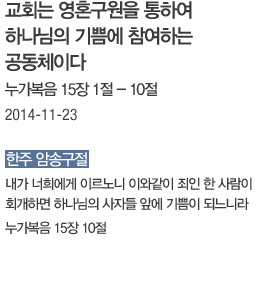 교회는 영혼구원을 통하여
하나님의 기쁨에 참여하는
공동체이다
누가복음 15장 1절 – 10절
2014-11-23
한주 암송구절
내가 너희에게 이르노니 이와같이 죄인 한 사람이
회개하면 하나님의 사자들 앞에 기쁨이 되느니라
누가복음 15장 10절